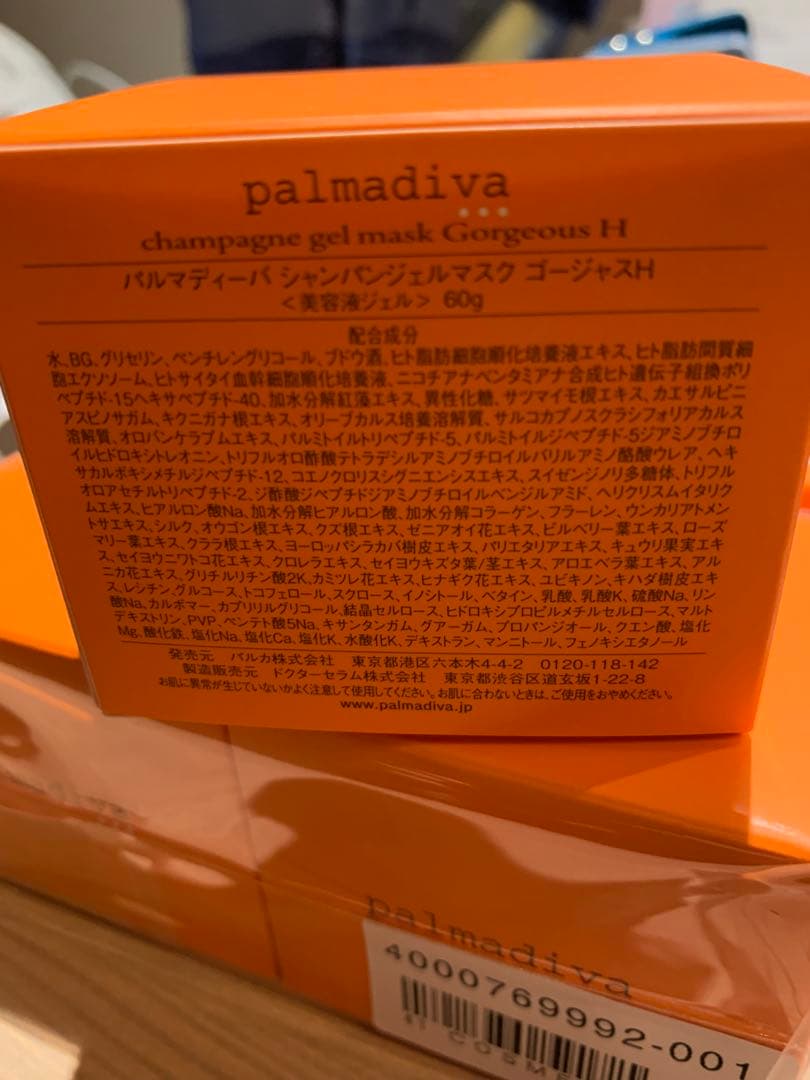 palmadiva
champagne gel mask Gorgeous H
パルマディーバ シャンパンジェルマスク ゴージャスH
＜美容液ジェル＞ 60g
配合成分
水、BG、グリセリン、ペンチレングリコール、ブドウ酒、ヒト脂肪細胞順化培養液エキス、ヒト脂肪間質細
胞エクソソーム、ヒトサイタイ血幹細胞順化培養液、ニコチアナベンタミアナ合成ヒト遺伝子組換ポリ
ペプチド-15ヘキサペプチド-40、加水分解紅藻エキス、異性化糖、サツマイモ根エキス、カエサルピニ
アスピノサガム、キクニガナ根エキス、オリーブカルス培養溶解質、サルコカプノスクラシフォリアカルス
溶解質、オロバンケラプムエキス、パルミトイルトリペプチド-5、パルミトイルジペプチド-5ジアミノブチロ
イルヒドロキシトレオニン、トリフルオロ酢酸テトラデシルアミノブチロイルバリルアミノ酪酸ウレア、ヘキ
サカルボキシメチルジペプチド-12、コエノクロリスシグニエンシスエキス、スイゼンジノリ多糖体、トリフル
オロアセチルトリペプチド-2、ジ酢酸ジペプチドジアミノブチロイルベンジルアミド、ヘリクリスムイタリク
ムエキス、ヒアルロン酸Na、加水分解ヒアルロン酸、加水分解コラーゲン、フラーレン、ウンカリアトメン
トサエキス、シルク、オウゴン根エキス、クズ根エキス、ゼニアオイ花エキス、ビルベリー葉エキス、ローズ
マリー葉エキス、クララ根エキス、ヨーロッパシラカバ樹皮エキス、パリエタリアエキス、キュウリ果実エキ
ス、セイヨウニワトコ花エキス、クロレラエキス、セイヨウキズタ葉/茎エキス、アロエベラ葉エキス、アル
ニカ花エキス、グリチルリチン酸2K、カミツレ花エキス、ヒナギク花エキス、ユビキノン、キハダ樹皮エキ
ス、レシチン、グルコース、トコフェロール、スクロース、イノシトール、ベタイン、乳酸、乳酸K、硫酸Na、リン
酸Na、カルボマー、カプリリルグリコール、結晶セルロース、ヒドロキシプロピルメチルセルロース、マルト
デキストリン、PVP、ペンテト酸5Na、キサンタンガム、グアーガム、プロパンジオール、クエン酸、塩化
Mg、酸化鉄、塩化Na、塩化Ca、塩化K、水酸化K、デキストラン、マンニトール、フェノキシエタノール
発売元 パルカ株式会社 東京都港区六本木4-4-2 0120-118-142
製造販売元 ドクターセラム株式会社 東京都渋谷区道玄坂1-22-8
お肌に異常が生じていないかよく注意して使用してください。お肌に合わないときは、ご使用をおやめください。
www.palmadiva.jp
palmadiva
4000769992-001